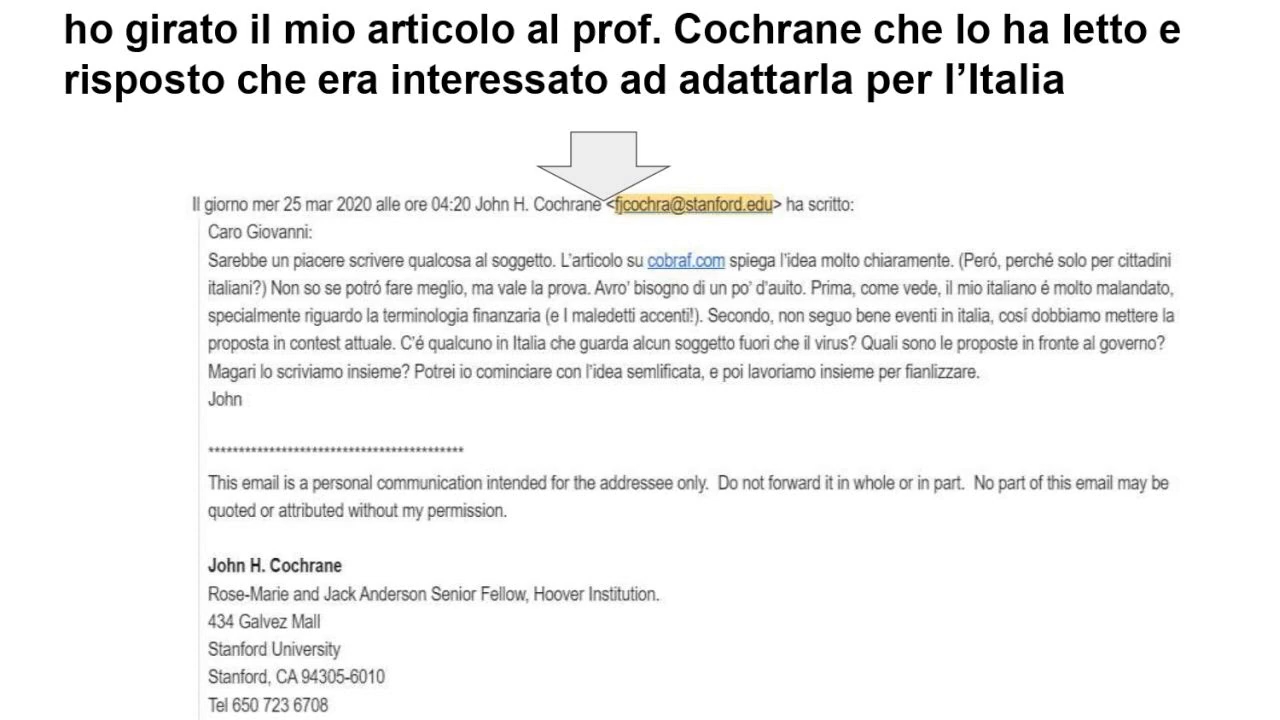 ho girato il mio articolo al prof. Cochrane che lo ha letto e
risposto che era interessato ad adattarla per l’Italia
Il giorno mer 25 mar 2020 alle ore 04:20 John H. Cochrane <fjcochra@stanford.edu> ha scritto:
Caro Giovanni:
Sarebbe un piacere scrivere qualcosa al soggetto. L’articolo su cobraf.com spiega l’idea molto chiaramente. (Peró, perché solo per cittadini
italiani?) Non so se potró fare meglio, ma vale la prova. Avro’ bisogno di un po’ d’auito. Prima, come vede, il mio italiano é molto malandato,
specialmente riguardo la terminologia finanzaria (e I maledetti accenti!). Secondo, non seguo bene eventi in italia, cosí dobbiamo mettere la
proposta in contest attuale. C’é qualcuno in Italia che guarda alcun soggetto fuori che il virus? Quali sono le proposte in fronte al governo?
Magari lo scriviamo insieme? Potrei io cominciare con l’idea semlificata, e poi lavoriamo insieme per fianlizzare.
John
********************************************
This email is a personal communication intended for the addressee only. Do not forward it in whole or in part. No part of this email may be
quoted or attributed without my permission.
John H. Cochrane
Rose-Marie and Jack Anderson Senior Fellow, Hoover Institution.
434 Galvez Mall
Stanford University
Stanford, CA 94305-6010
Tel 650 723 6708